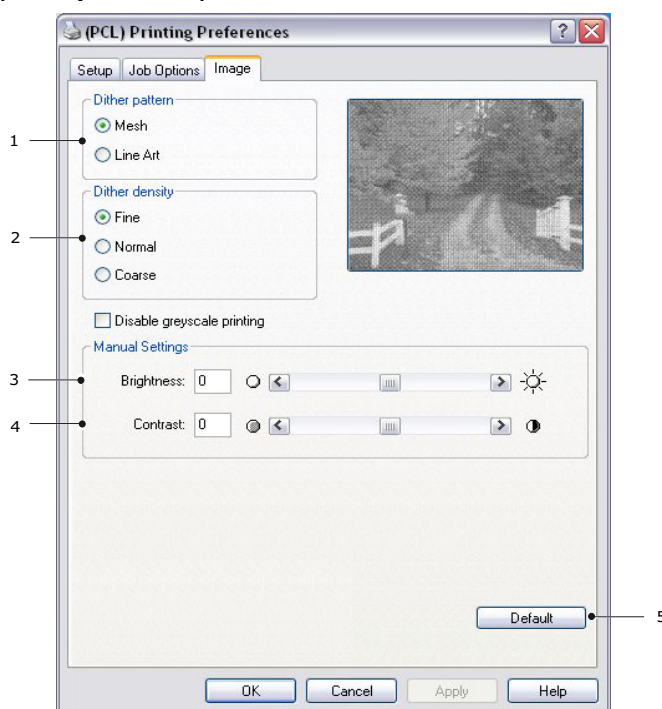 (PCL) Printing Preferences
Setup Job Options Image
Dither pattern
1
Mesh
Line Art
Dither density
2
Fine
Normal
Coarse
Disable greyscale printing
Manual Settings
3 Brightness: 0
4 Contrast: 0
Default 5
OK Cancel Apply Help